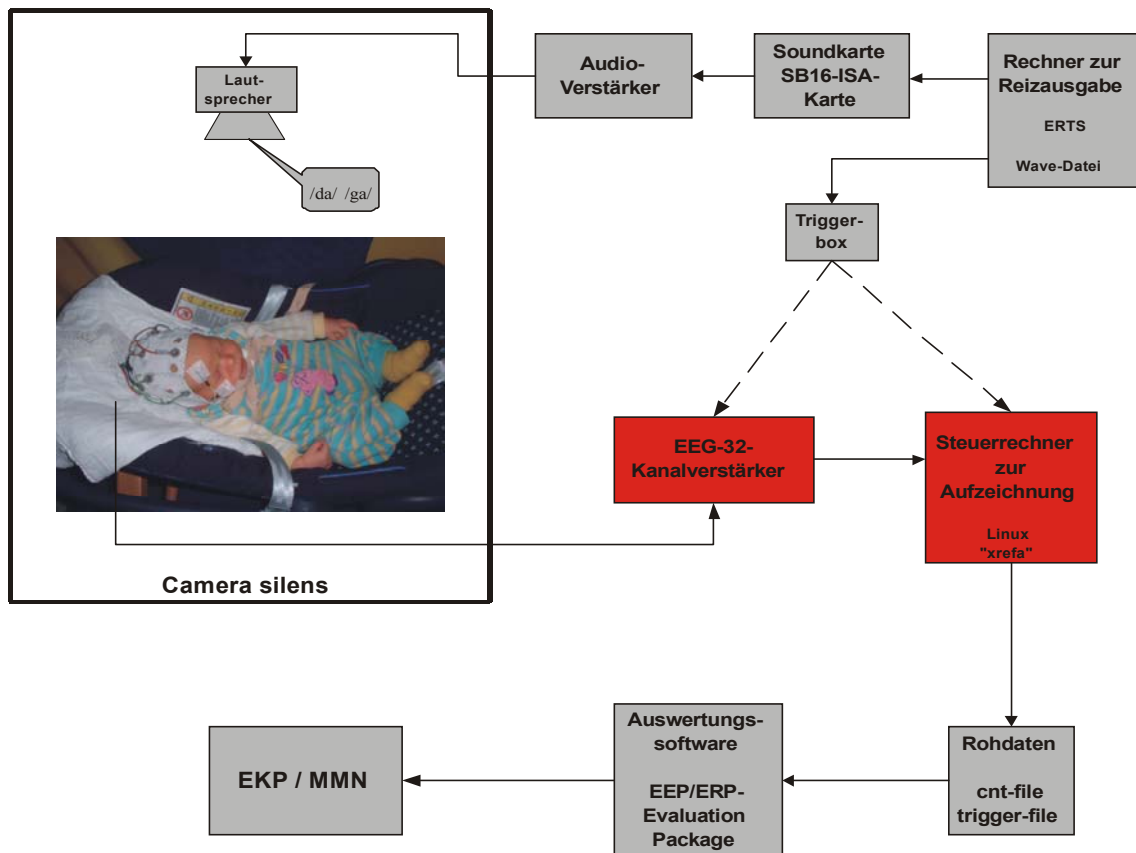 Laut-
sprecher
/da/ /ga/
Camera silens
Audio-
Verstärker
Soundkarte
SB16-ISA-
Karte
Rechner zur
Reizausgabe
ERTS
Wave-Datei
Trigger-
box
EEG-32-
Kanalverstärker
Steuerrechner
zur
Aufzeichnung
Linux
"xrefa"
Rohdaten
cnt-file
trigger-file
Auswertungs-
software
EEP/ERP-
Evaluation
Package
EKP / MMN